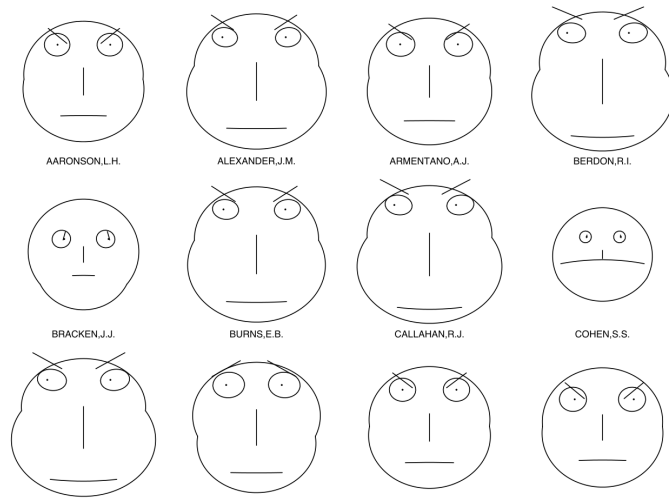 AARONSON,L.H.
ALEXANDER,J.M.
ARMENTANO,A.J.
BERDON,R.I.
BRACKEN,J.J.
BURNS,E.B.
CALLAHAN,R.J.
COHEN,S.S.